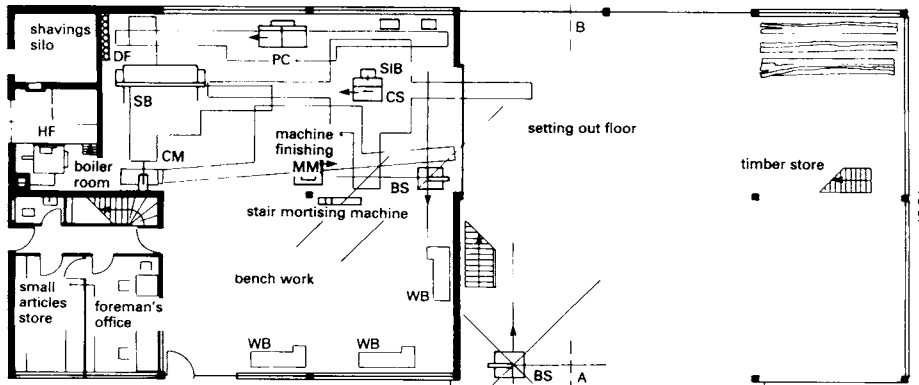 shavings
silo
DF
PC
B
SIB
CS
SB
setting out floor
HF
machine
finishing
CM
MM
boiler
room
BS
timber store
stair mortising machine
bench work
small
articles
store
foreman's
office
WB
WB
WB
BS
A